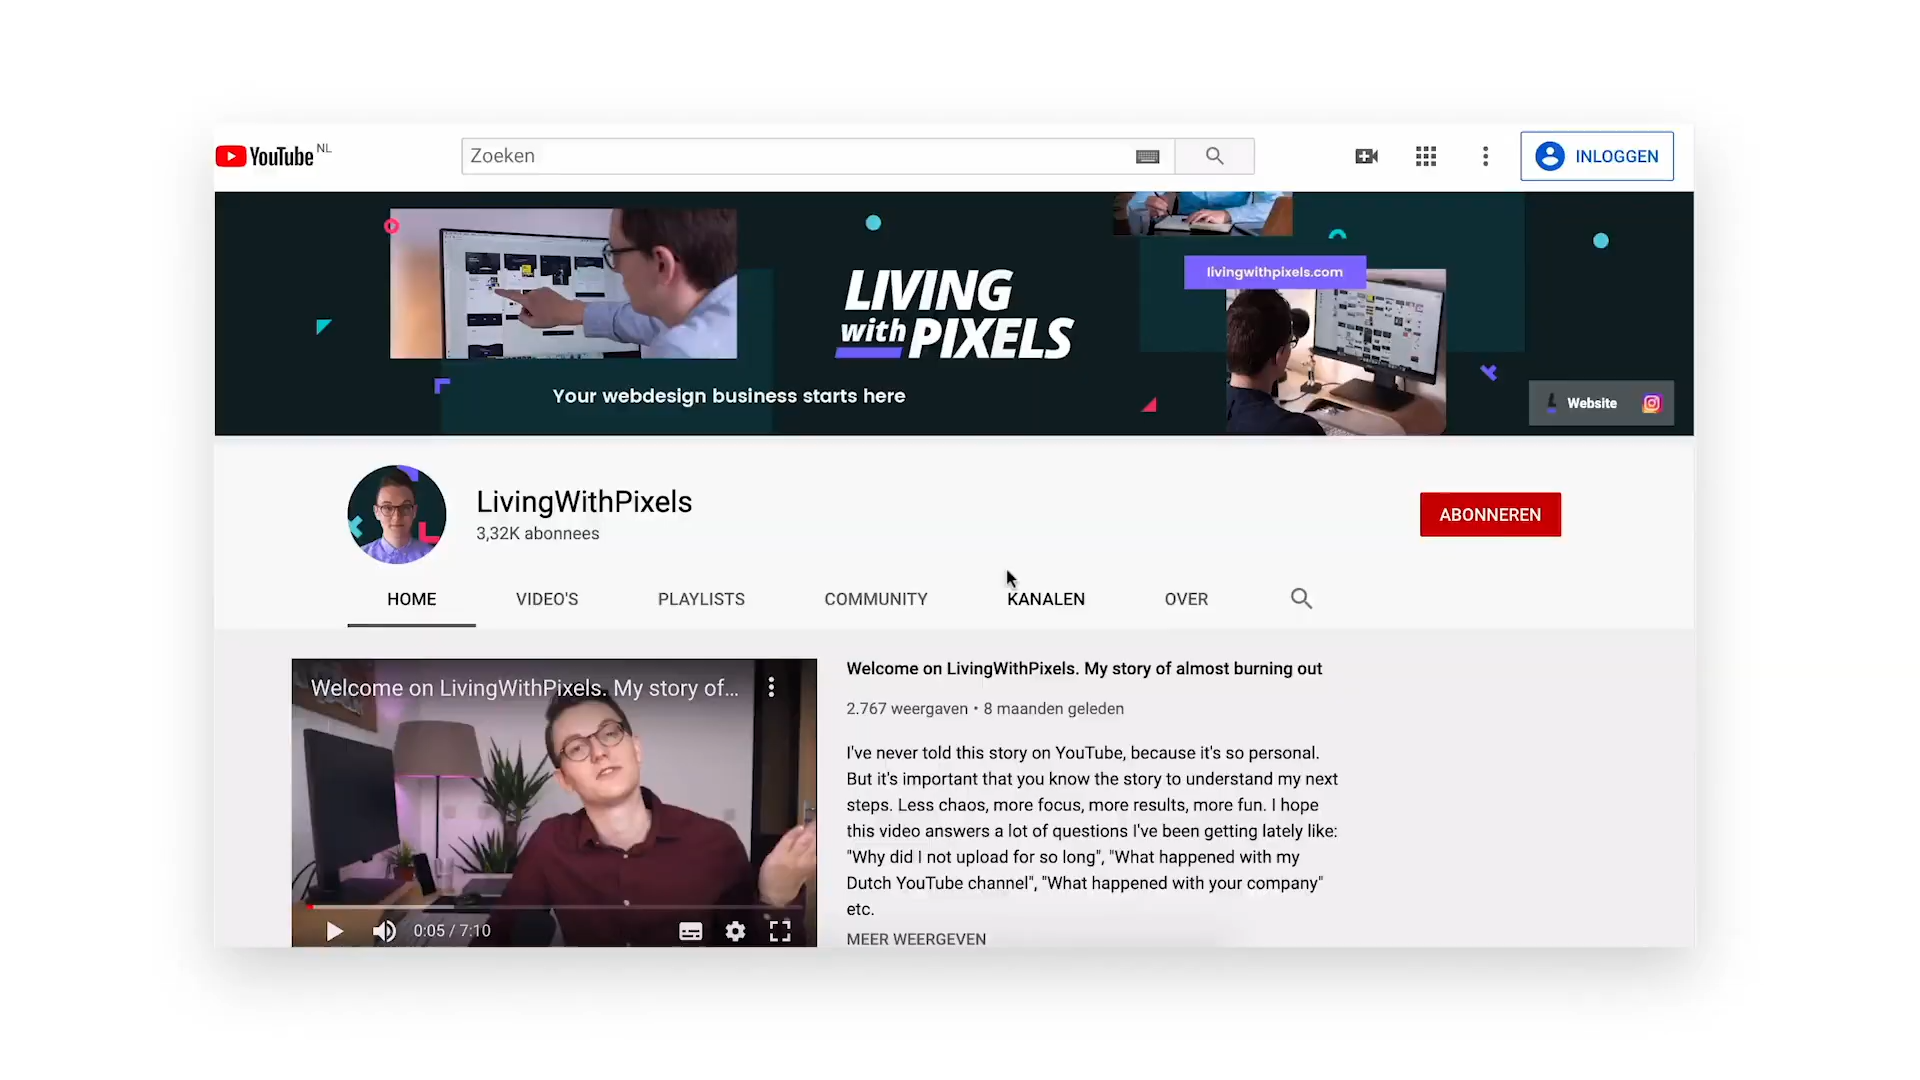 YouTube NL
Zoeken
INLOGGEN
livingwithpixels.com
LIVING
with PIXELS
Your webdesign business starts here
Website
LivingWithPixels
3,32K abonnees
ABONNEREN
HOME
VIDEO'S
PLAYLISTS
COMMUNITY
KANALEN
OVER
Welcome on LivingWithPixels. My story of...
0:05 / 7:10
Welcome on LivingWithPixels. My story of almost burning out
2.767 weergaven • 8 maanden geleden
I've never told this story on YouTube, because it's so personal.
But it's important that you know the story to understand my next
steps. Less chaos, more focus, more results, more fun. I hope
this video answers a lot of questions I've been getting lately like:
"Why did I not upload for so long", "What happened with my
Dutch YouTube channel", "What happened with your company"
etc.
MEER WEERGEVEN